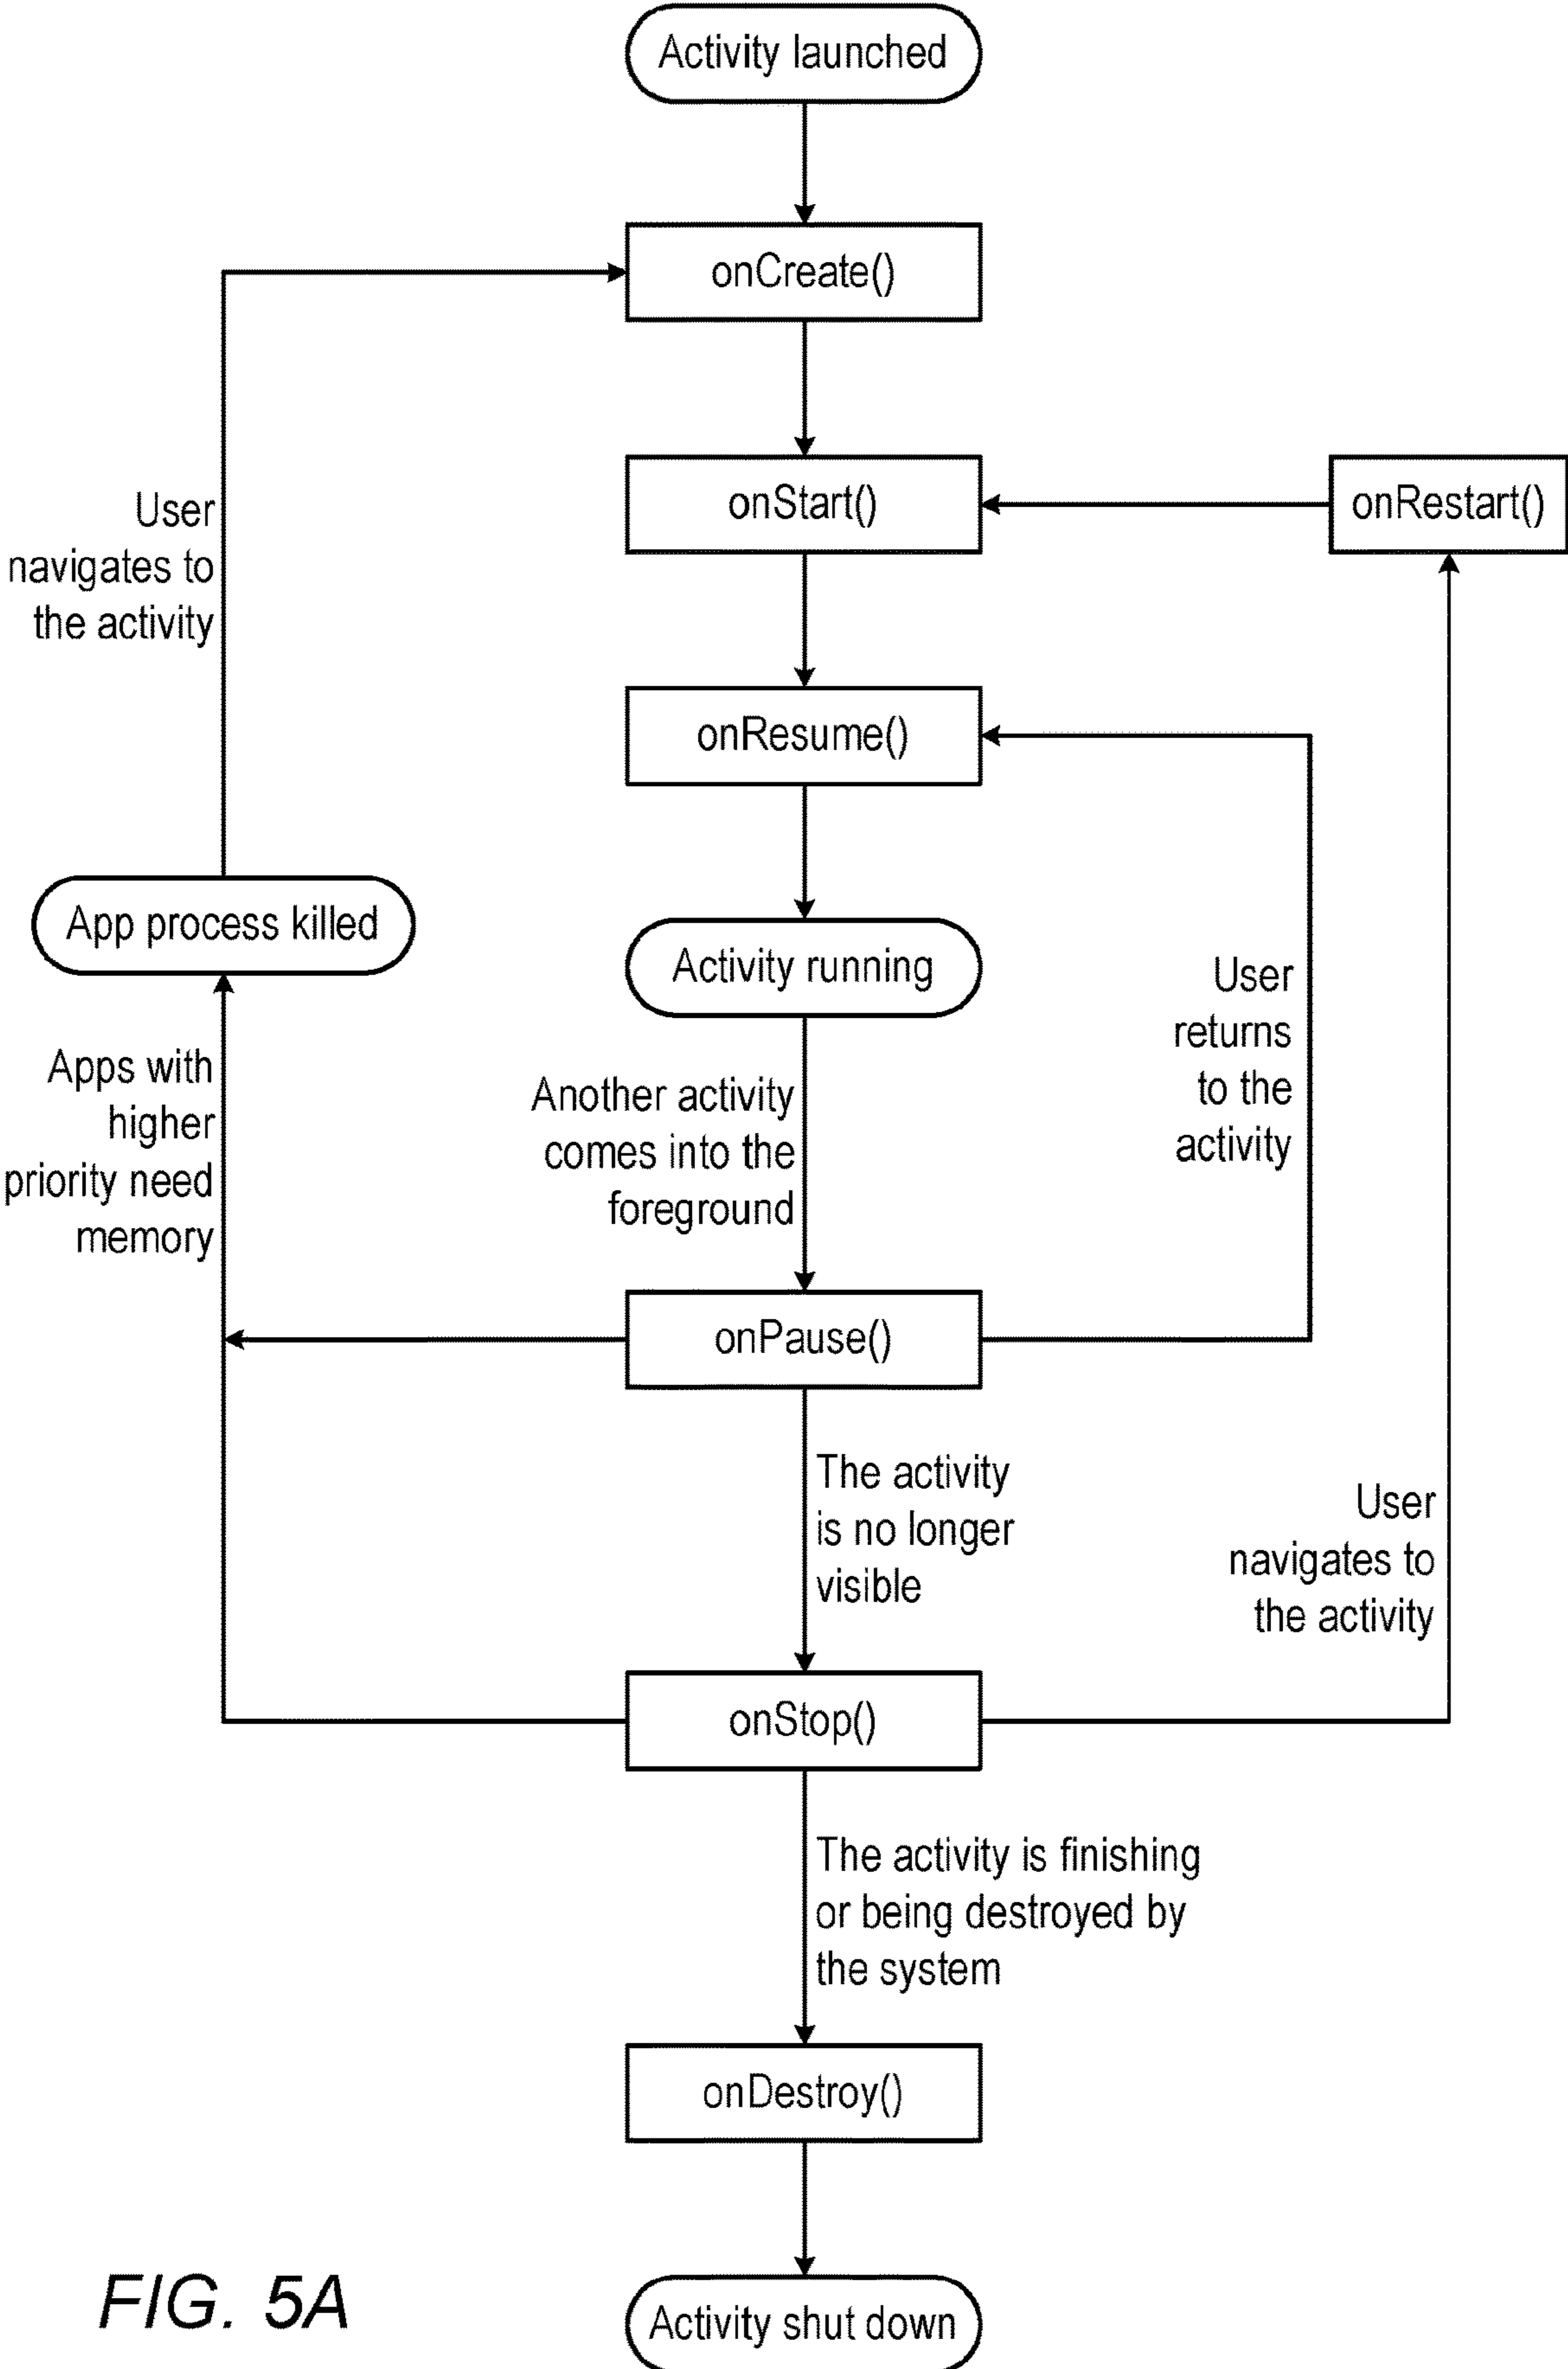 Activity launched
onCreate()
onStart()
onRestart()
User
navigates to
the activity
onResume()
App process killed
Activity running
User
returns
to the
activity
Apps with
higher
priority need
memory
Another activity
comes into the
foreground
onPause()
The activity
is no longer
visible
User
navigates to
the activity
onStop()
The activity is finishing
or being destroyed by
the system
onDestroy()
Activity shut down
FIG. 5A